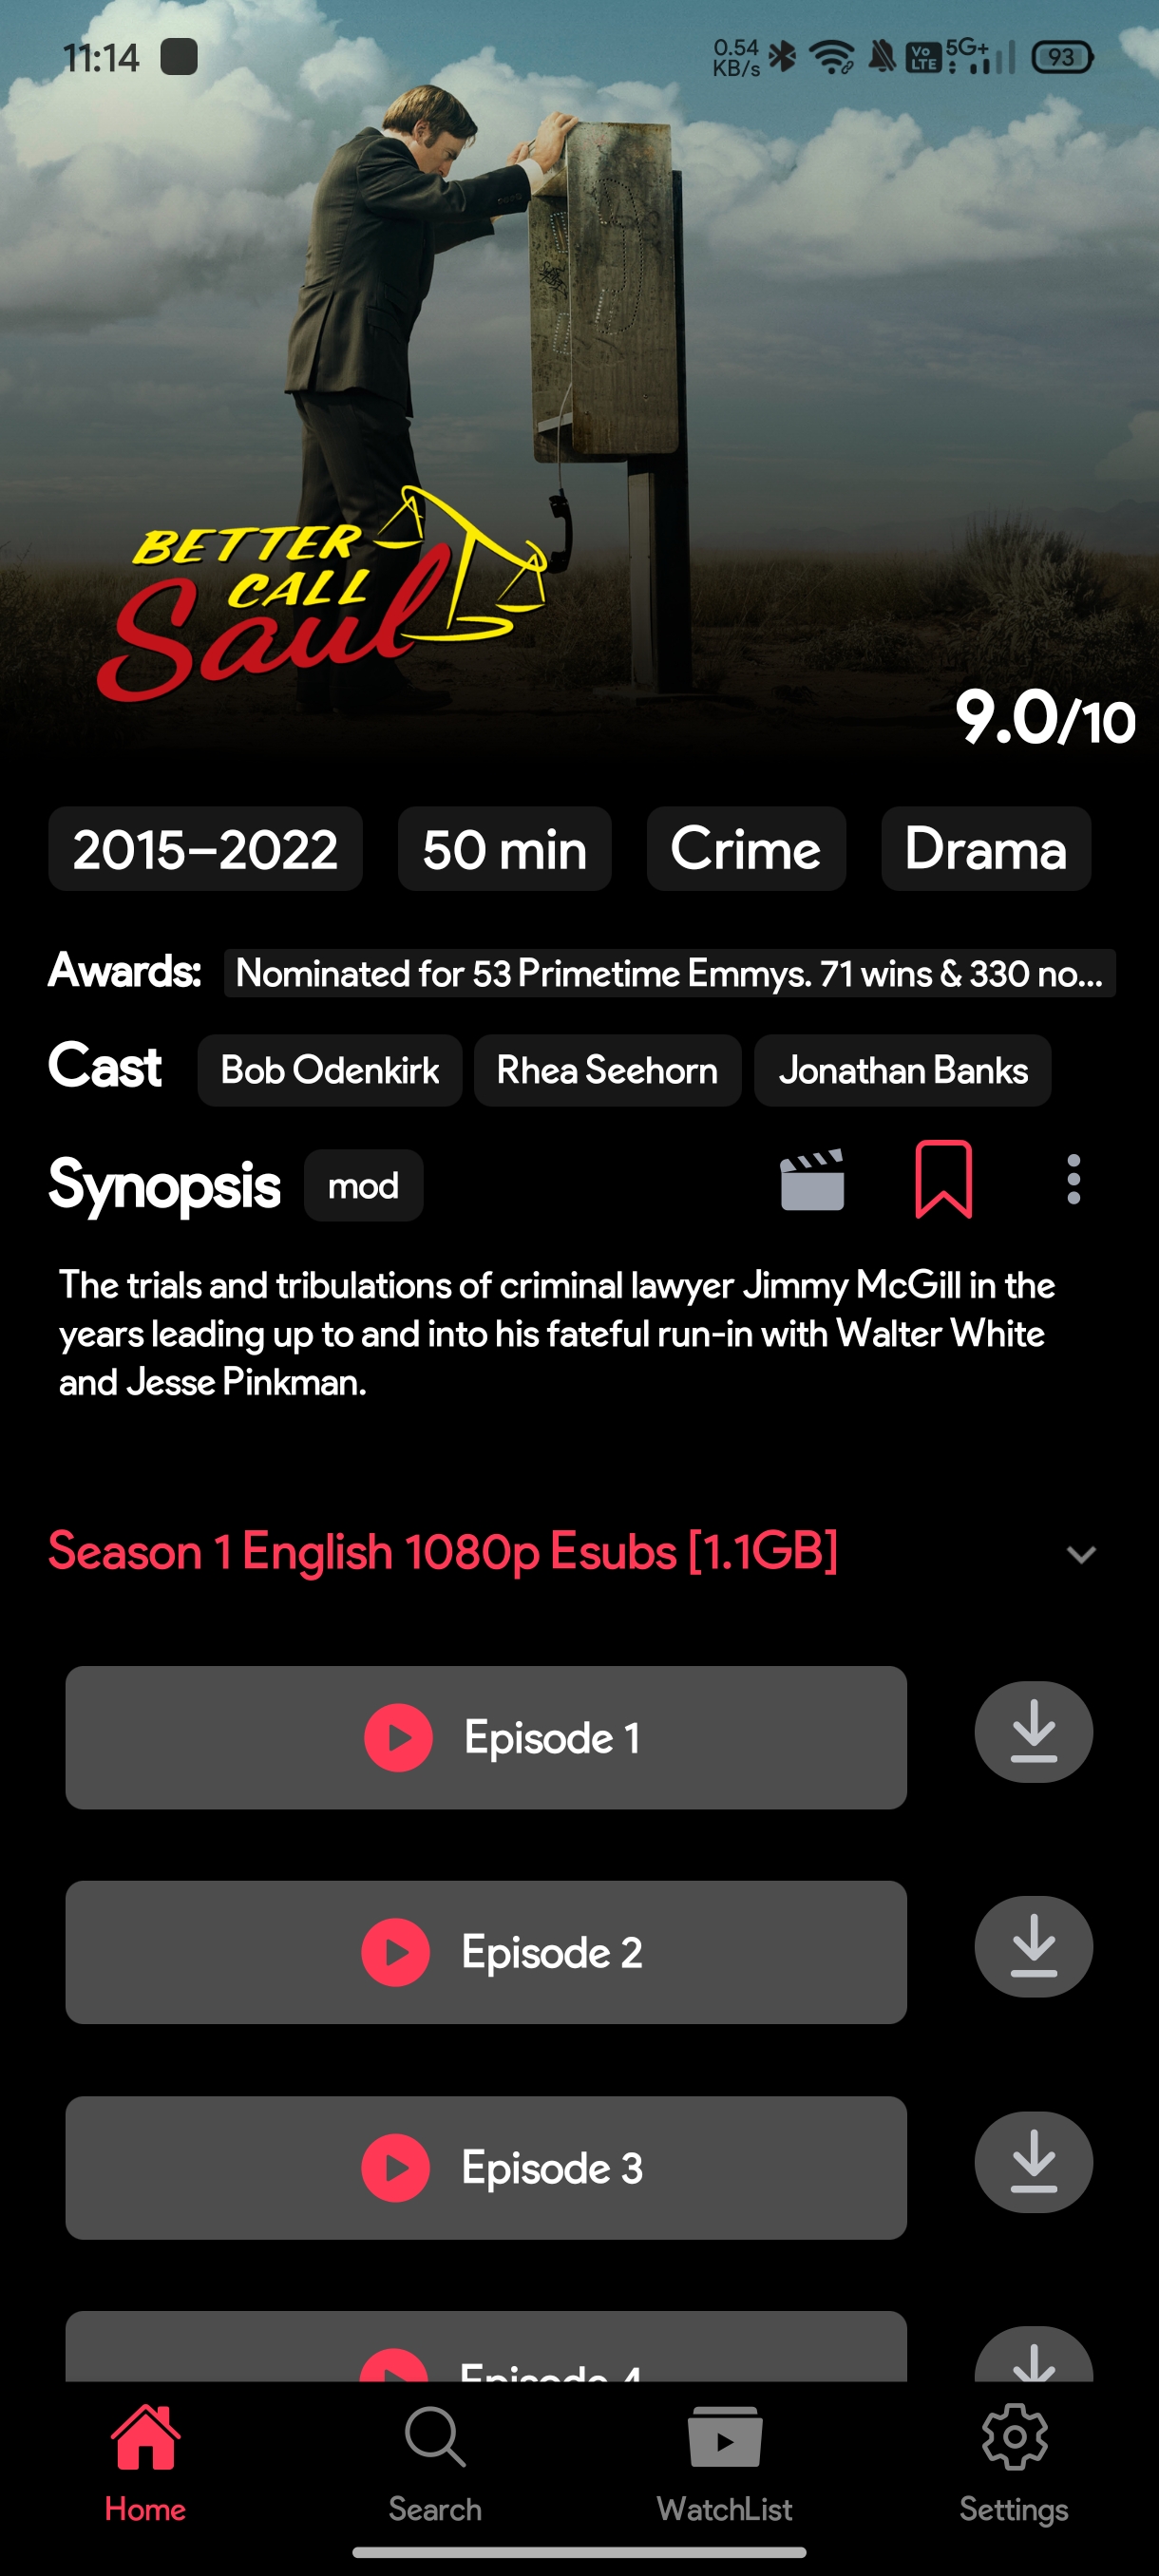 11:14
0.54
KB/s
Vo
LTE
5G+
93
BETTER
CALL
Saul
9.0/10
2015–2022 50 min Crime Drama
Awards: Nominated for 53 Primetime Emmys. 71 wins & 330 no...
Cast Bob Odenkirk Rhea Seehorn Jonathan Banks
Synopsis mod
The trials and tribulations of criminal lawyer Jimmy McGill in the
years leading up to and into his fateful run-in with Walter White
and Jesse Pinkman.
Season 1 English 1080p Esubs [1.1GB]
Episode 1
Episode 2
Episode 3
Episode 4
Home Search WatchList Settings